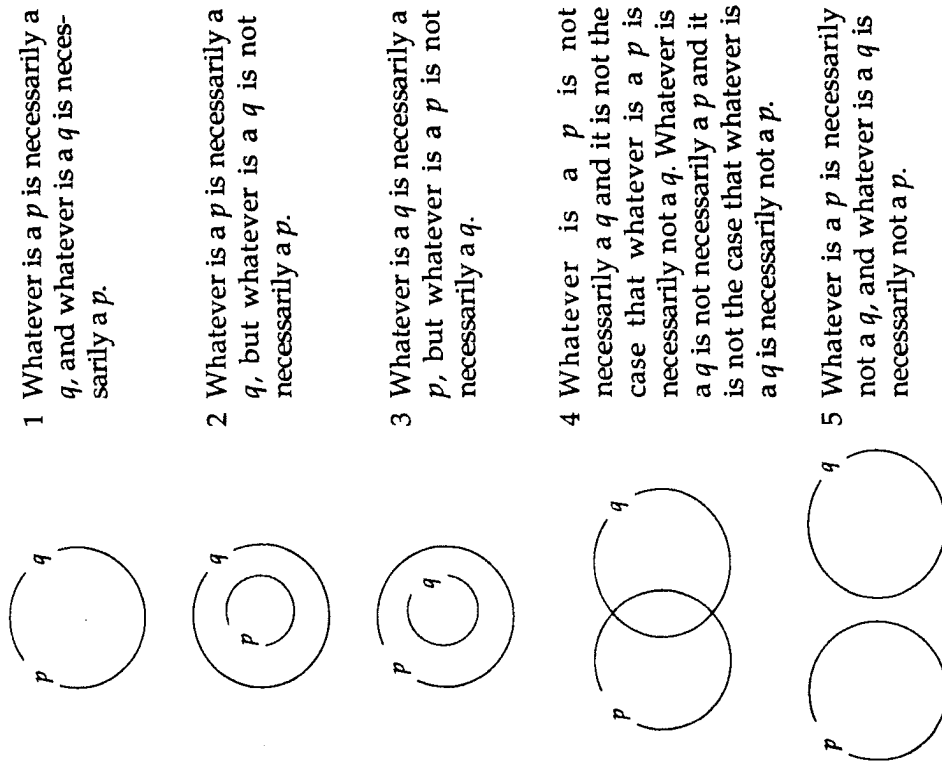 p q
1 Whatever is a p is necessarily a
q, and whatever is a q is neces-
sarily a p.
p q
2 Whatever is a p is necessarily a
q, but whatever is a q is not
necessarily a p.
p q
3 Whatever is a q is necessarily a
p, but whatever is a p is not
necessarily a q.
p q
4 Whatever is a p is not
necessarily a q and it is not the
case that whatever is a p is
necessarily not a q. Whatever is
a q is not necessarily a p and it
is not the case that whatever is
a q is necessarily not a p.
p q
5 Whatever is a p is necessarily
not a q, and whatever is a q is
necessarily not a p.